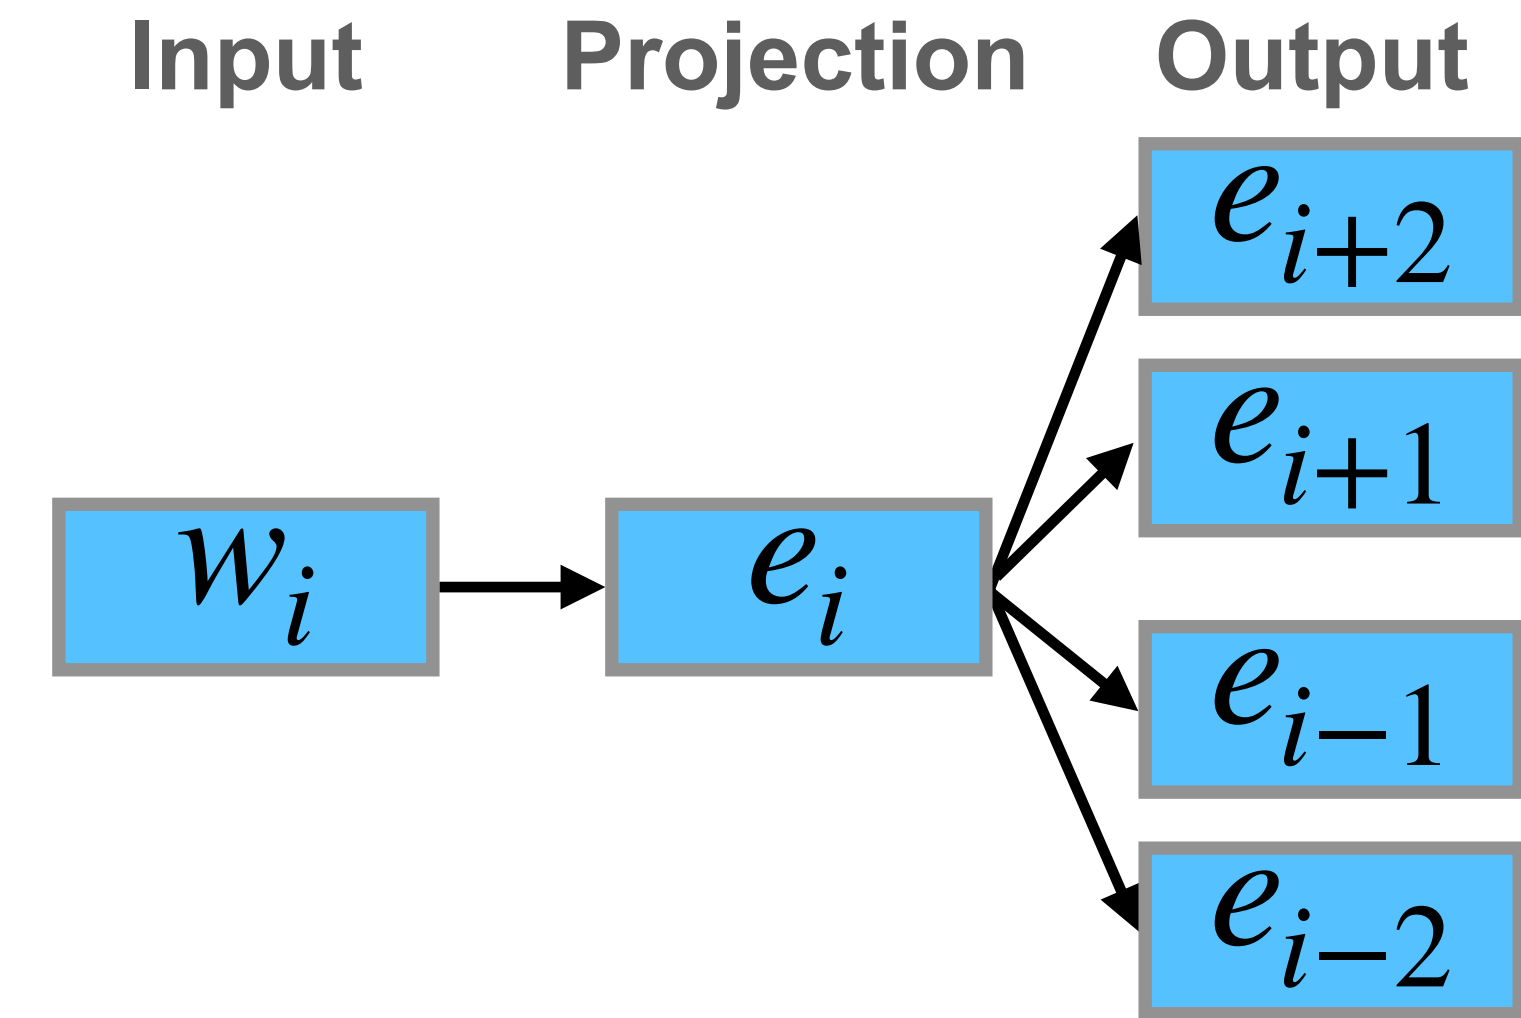 Input Projection Output
e_{i+2}
e_{i+1}
w_i e_i
e_{i−1}
e_{i−2}